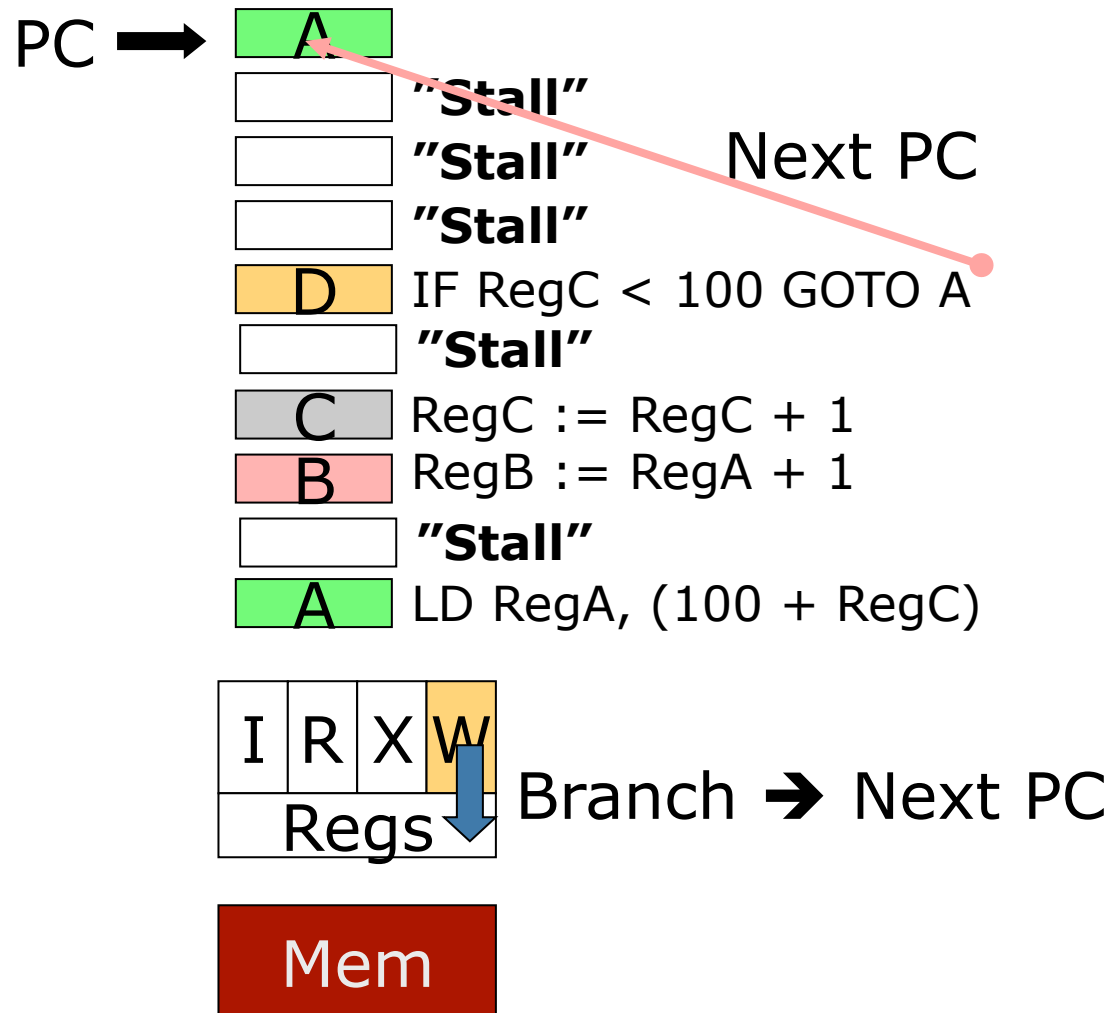 PC → A
"Stall"
"Stall"
Next PC
"Stall"
D IF RegC < 100 GOTO A
"Stall"
C RegC := RegC + 1
B RegB := RegA + 1
"Stall"
A LD RegA, (100 + RegC)
I R X W
Branch → Next PC
Regs
Mem